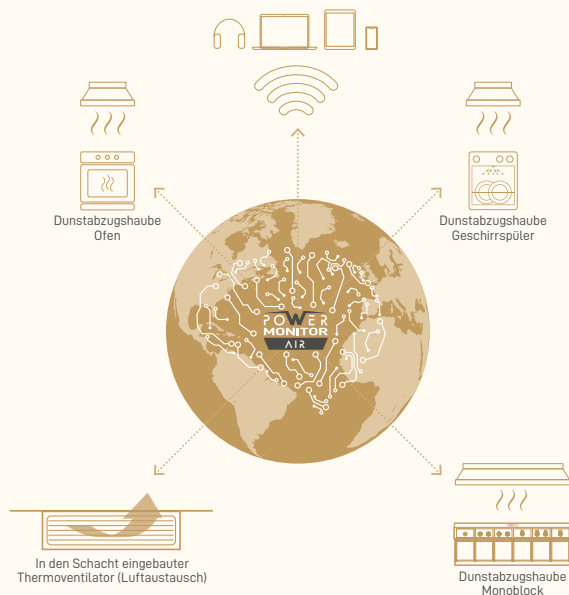 Dunstabzugshaube
Ofen
Dunstabzugshaube
Geschirrspüler
POWER
MONITOR
AIR
In den Schacht eingebauter
Thermoventilator (Luftaustausch)
Dunstabzugshaube
Monoblock